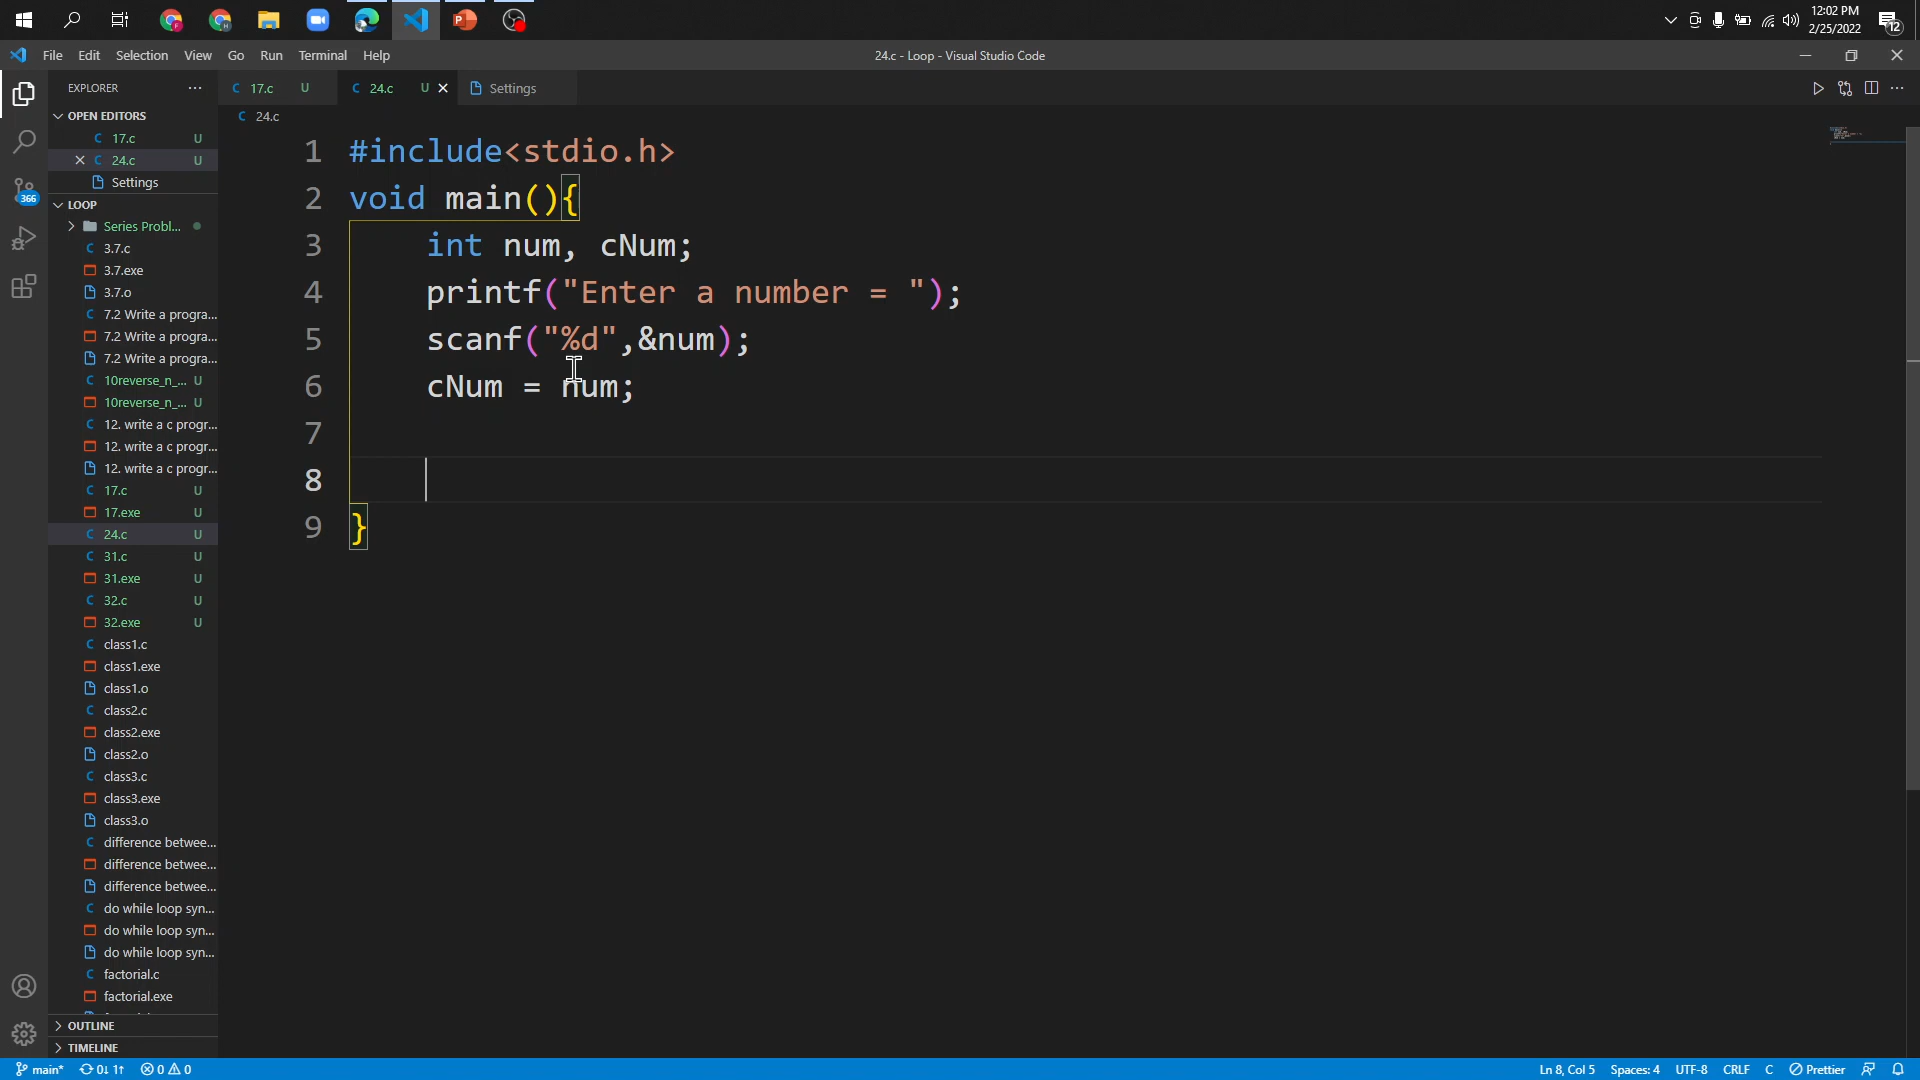 12:02 PM
2/25/2022
12
File Edit Selection View Go Run Terminal Help
24.c - Loop - Visual Studio Code
EXPLORER
17.c U
24.c U
Settings
OPEN EDITORS
17.c U
24.c U
Settings
366
LOOP
Series Probl...
3.7.c
3.7.exe
3.7.o
7.2 Write a progra...
7.2 Write a progra...
7.2 Write a progra...
10reverse_n_... U
10reverse_n_... U
12. write a c progr...
12. write a c progr...
12. write a c progr...
17.c U
17.exe U
24.c U
31.c U
31.exe U
32.c U
32.exe U
class1.c
class1.exe
class1.o
class2.c
class2.exe
class2.o
class3.c
class3.exe
class3.o
difference betwee...
difference betwee...
difference betwee...
do while loop syn...
do while loop syn...
do while loop syn...
factorial.c
factorial.exe
OUTLINE
TIMELINE
24.c
1 #include<stdio.h>
2 void main(){
3 int num, cNum;
4 printf("Enter a number = ");
5 scanf("%d",&num);
6 cNum = num;
7
8
9 }
main* 0↓ 1↑ 0 0
Ln 8, Col 5 Spaces: 4 UTF-8 CRLF C Prettier